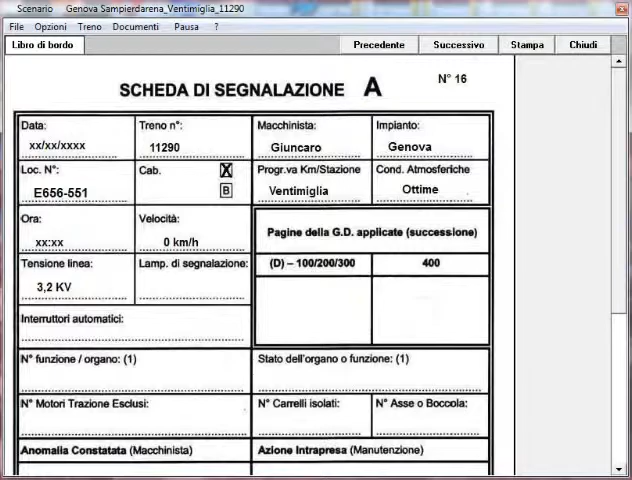 Scenario Genova Sampierdarena_Ventimiglia_11290
File Opzioni Treno Documenti Pausa ?
Libro di bordo Precedente Successivo Stampa Chiudi
SCHEDA DI SEGNALAZIONE A N° 16
Data: Treno n°: Macchinista: Impianto:
xx/xx/xxxx 11290 Giuncaro Genova
Loc. N°: Cab. X Progr.va Km/Stazione Cond. Atmosferiche
E656-551 B Ventimiglia Ottime
Ora: Velocità: Pagine della G.D. applicate (successione)
xx:xx 0 km/h
Tensione linea: Lamp. di segnalazione: (D) – 100/200/300 400
3,2 KV
Interruttori automatici:
N° funzione / organo: (1) Stato dell'organo o funzione: (1)
N° Motori Trazione Esclusi: N° Carrelli isolati: N° Asse o Boccola:
Anomalia Constatata (Macchinista) Azione Intrapresa (Manutenzione)